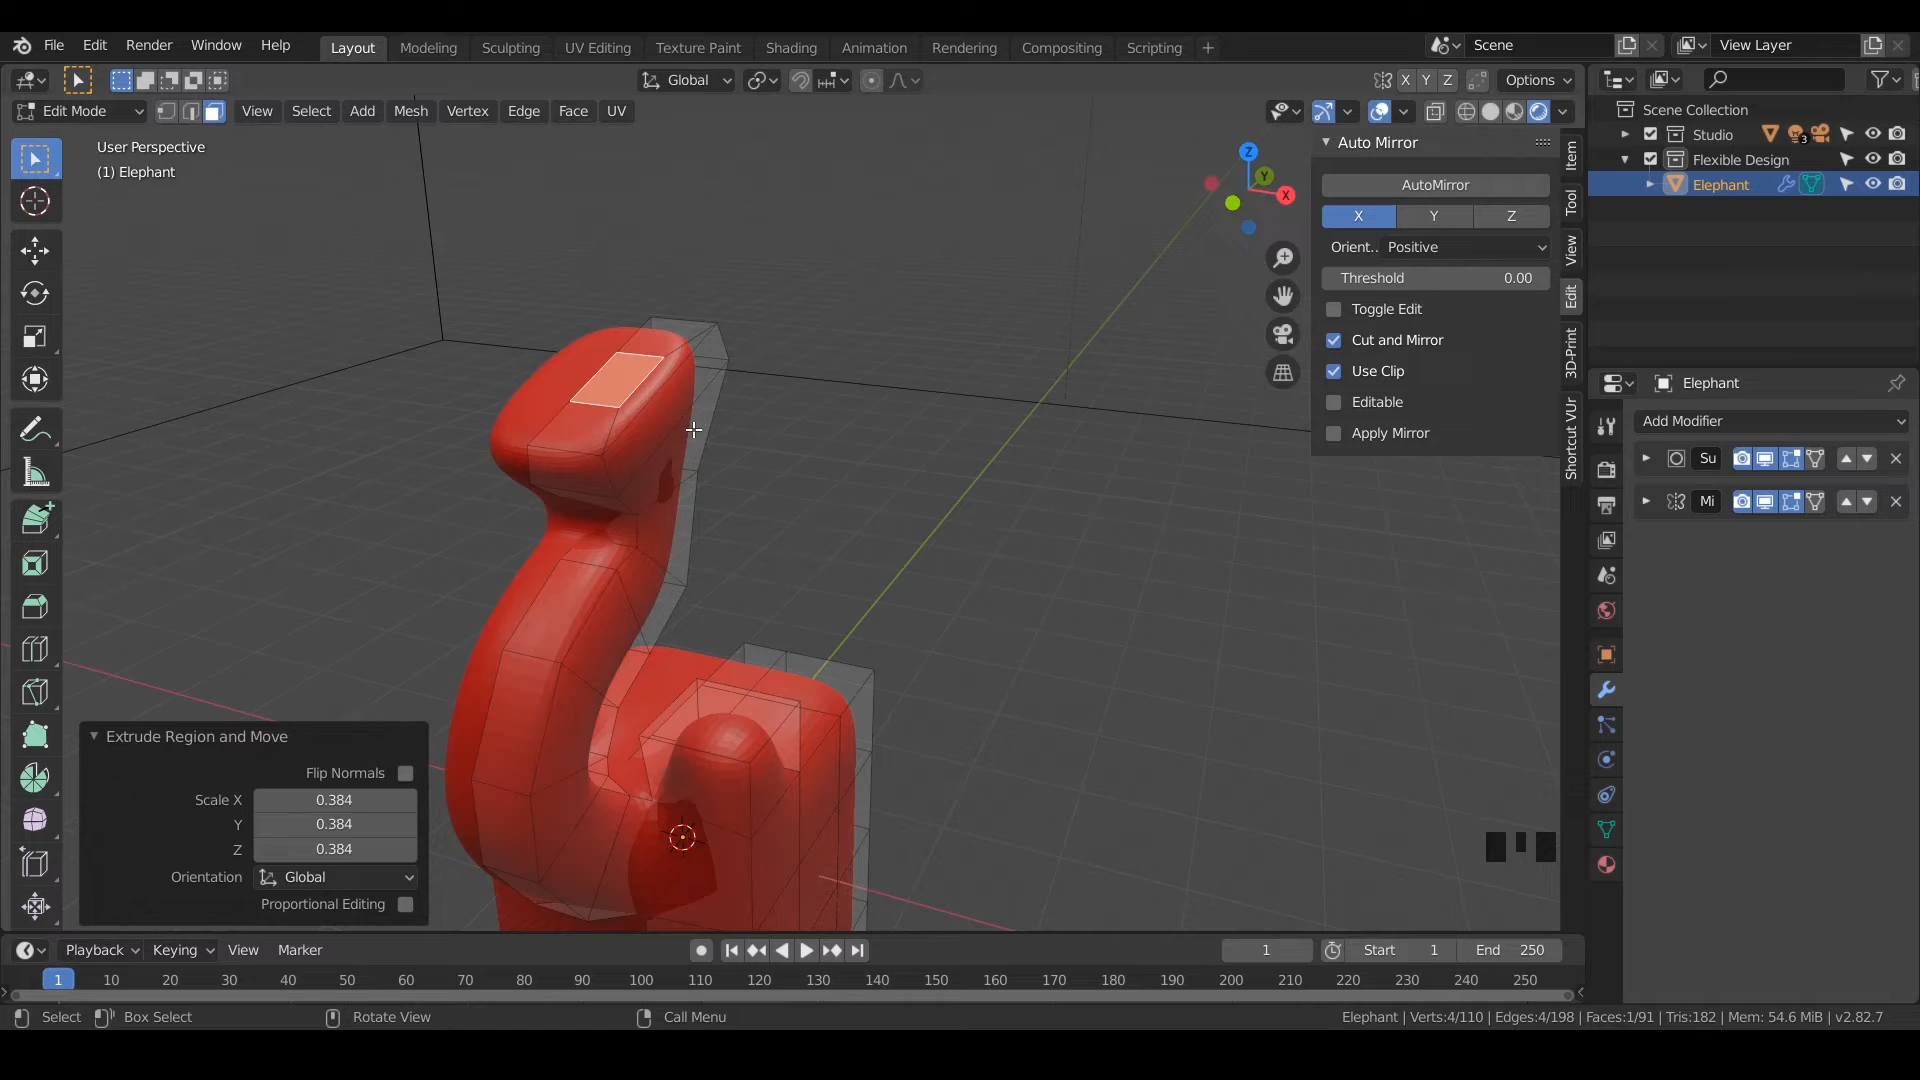 File Edit Render Window Help Layout Modeling Sculpting UV Editing Texture Paint Shading Animation Rendering Compositing Scripting + Scene View Layer
Global X Y Z Options
Edit Mode View Select Add Mesh Vertex Edge Face UV
Scene Collection
Studio 3
Flexible Design
Elephant
User Perspective
(1) Elephant
Z
Y
X
Auto Mirror
AutoMirror
X Y Z
Orient.. Positive
Threshold 0.00
Toggle Edit
Cut and Mirror
Use Clip
Editable
Apply Mirror
Item
Tool
View
Edit
3D-Print
Shortcut VUr
Elephant
Add Modifier
Su
Mi
Extrude Region and Move
Flip Normals
Scale X 0.384
Y 0.384
Z 0.384
Orientation Global
Proportional Editing
Playback Keying View Marker 1 Start 1 End 250
1 10 20 30 40 50 60 70 80 90 100 110 120 130 140 150 160 170 180 190 200 210 220 230 240 250
Select Box Select Rotate View Call Menu Elephant | Verts:4/110 | Edges:4/198 | Faces:1/91 | Tris:182 | Mem: 54.6 MiB | v2.82.7